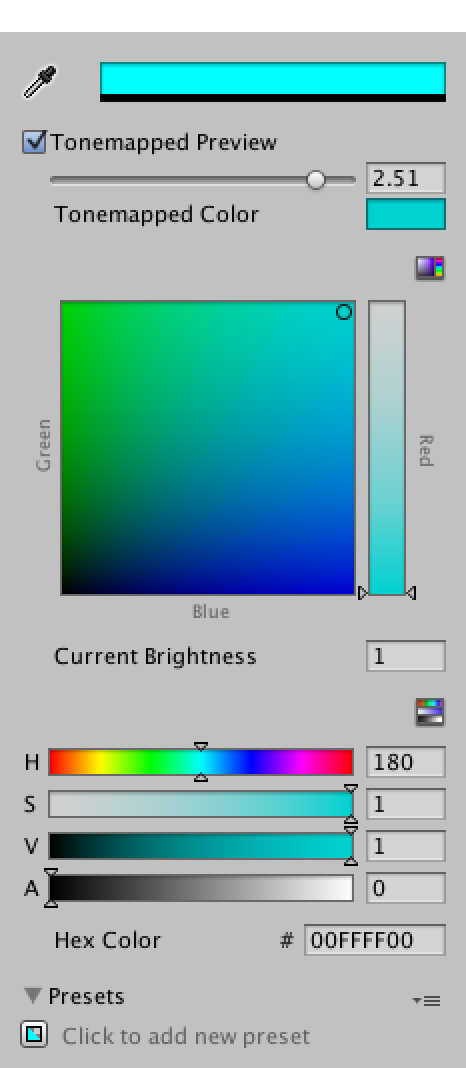 Tonemapped Preview
2.51
Tonemapped Color
Green
Red
Blue
Current Brightness 1
H 180
S 1
V 1
A 0
Hex Color # 00FFFF00
Presets
Click to add new preset